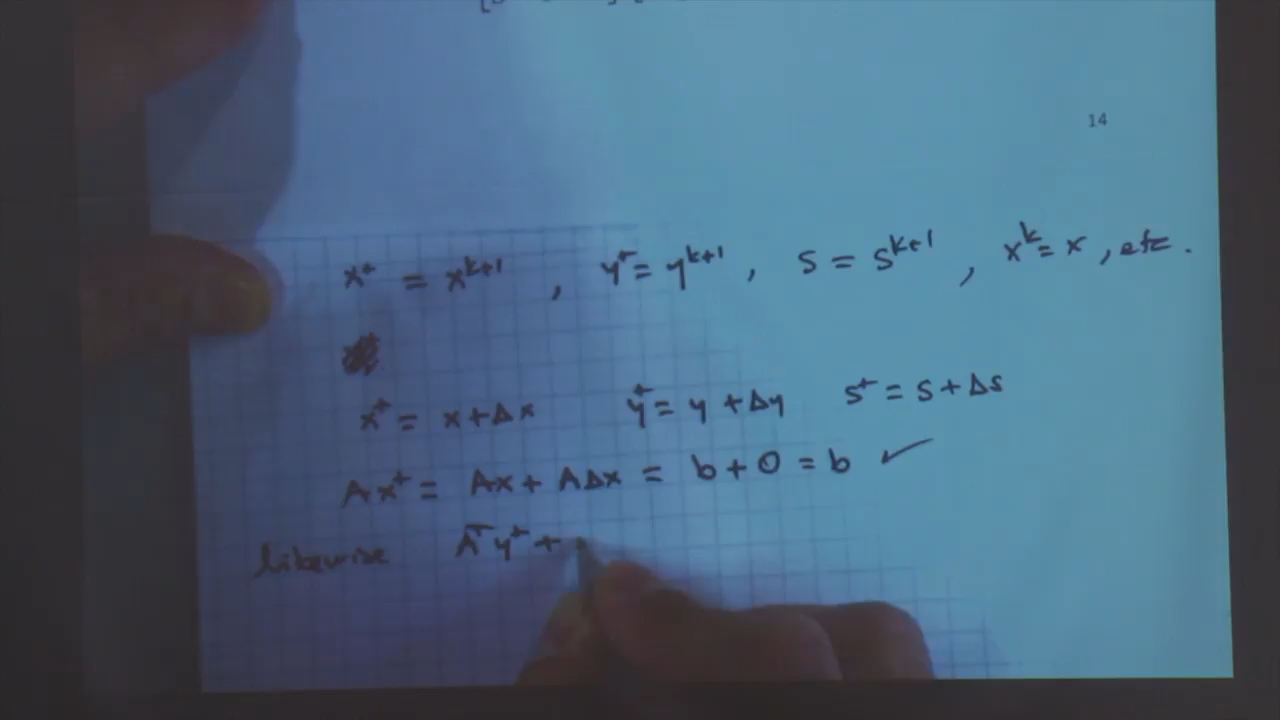 14
x⁺ = x^{k+1} , y⁺ = y^{k+1} , s = s^{k+1} , x^k = x , etc.
x⁺ = x + Δx y⁺ = y + Δy s⁺ = s + Δs
Ax⁺ = Ax + AΔx = b + 0 = b ✓
likewise Aᵀy⁺ +